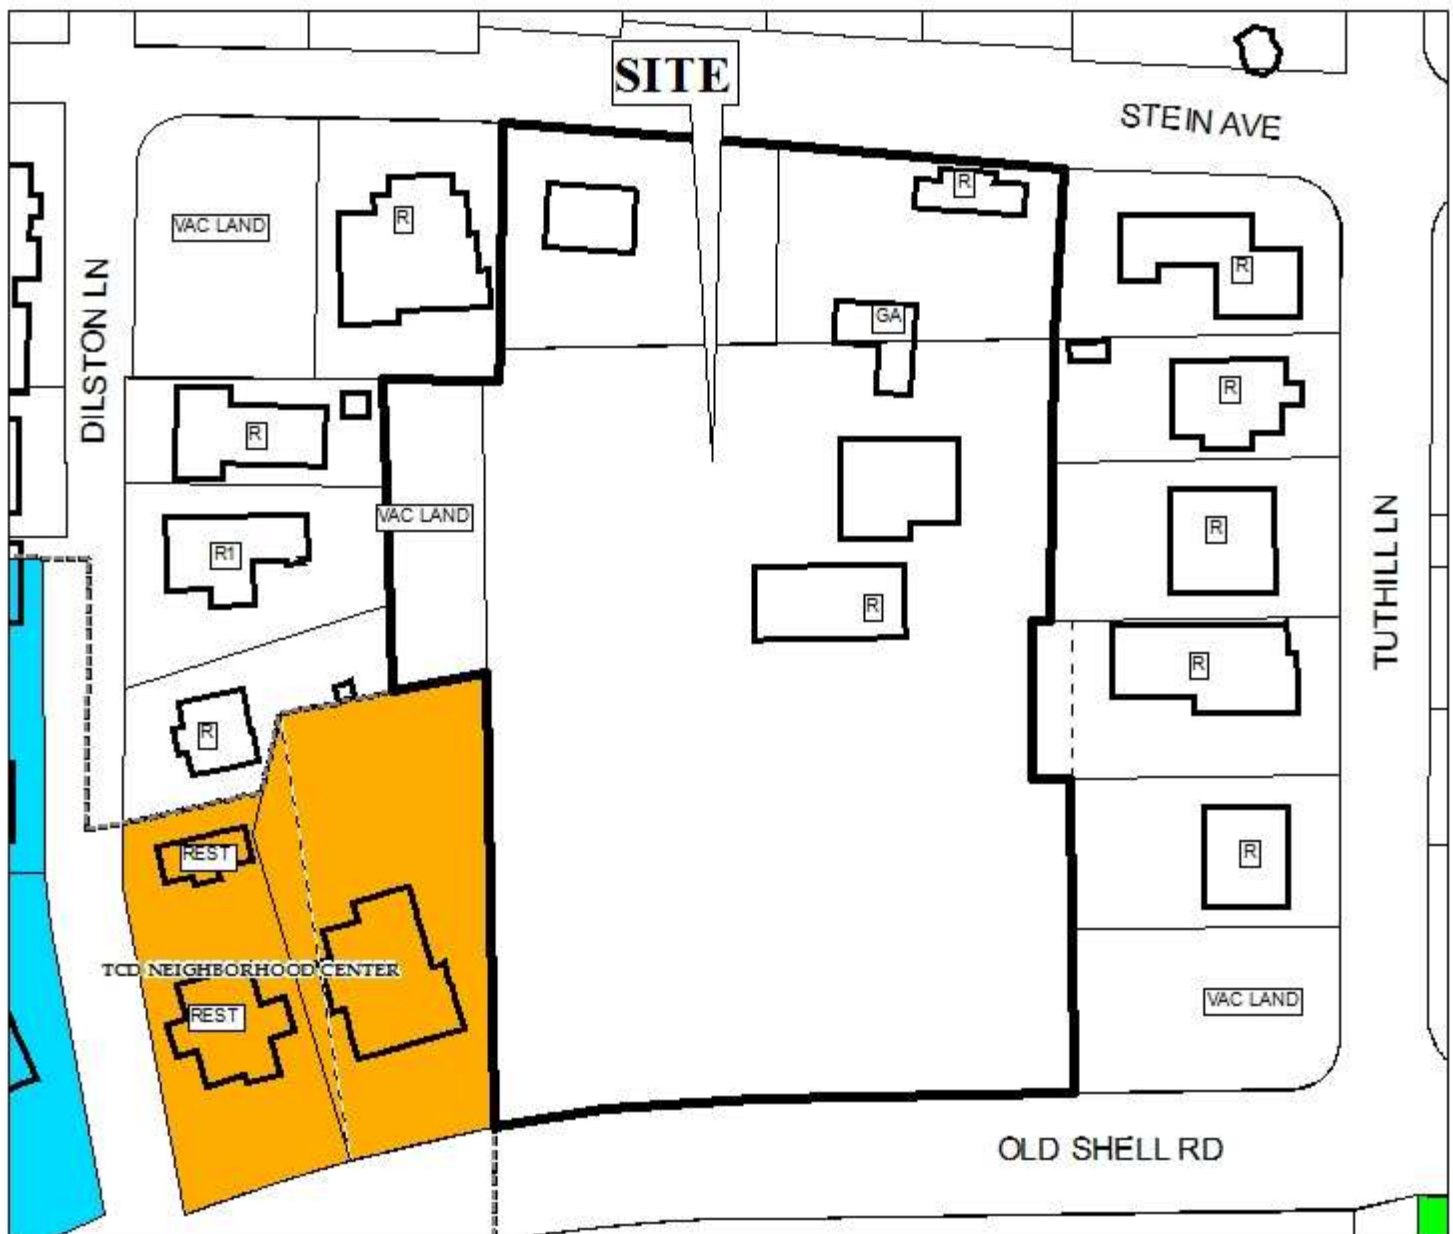 SITE
STEIN AVE
R
VAC LAND
R
R
DILSTON LN
GA
R
R
VAC LAND
R
R1
TUTHILL LN
R
R
R
R
REST
TCD NEIGHBORHOOD CENTER
REST
VAC LAND
OLD SHELL RD